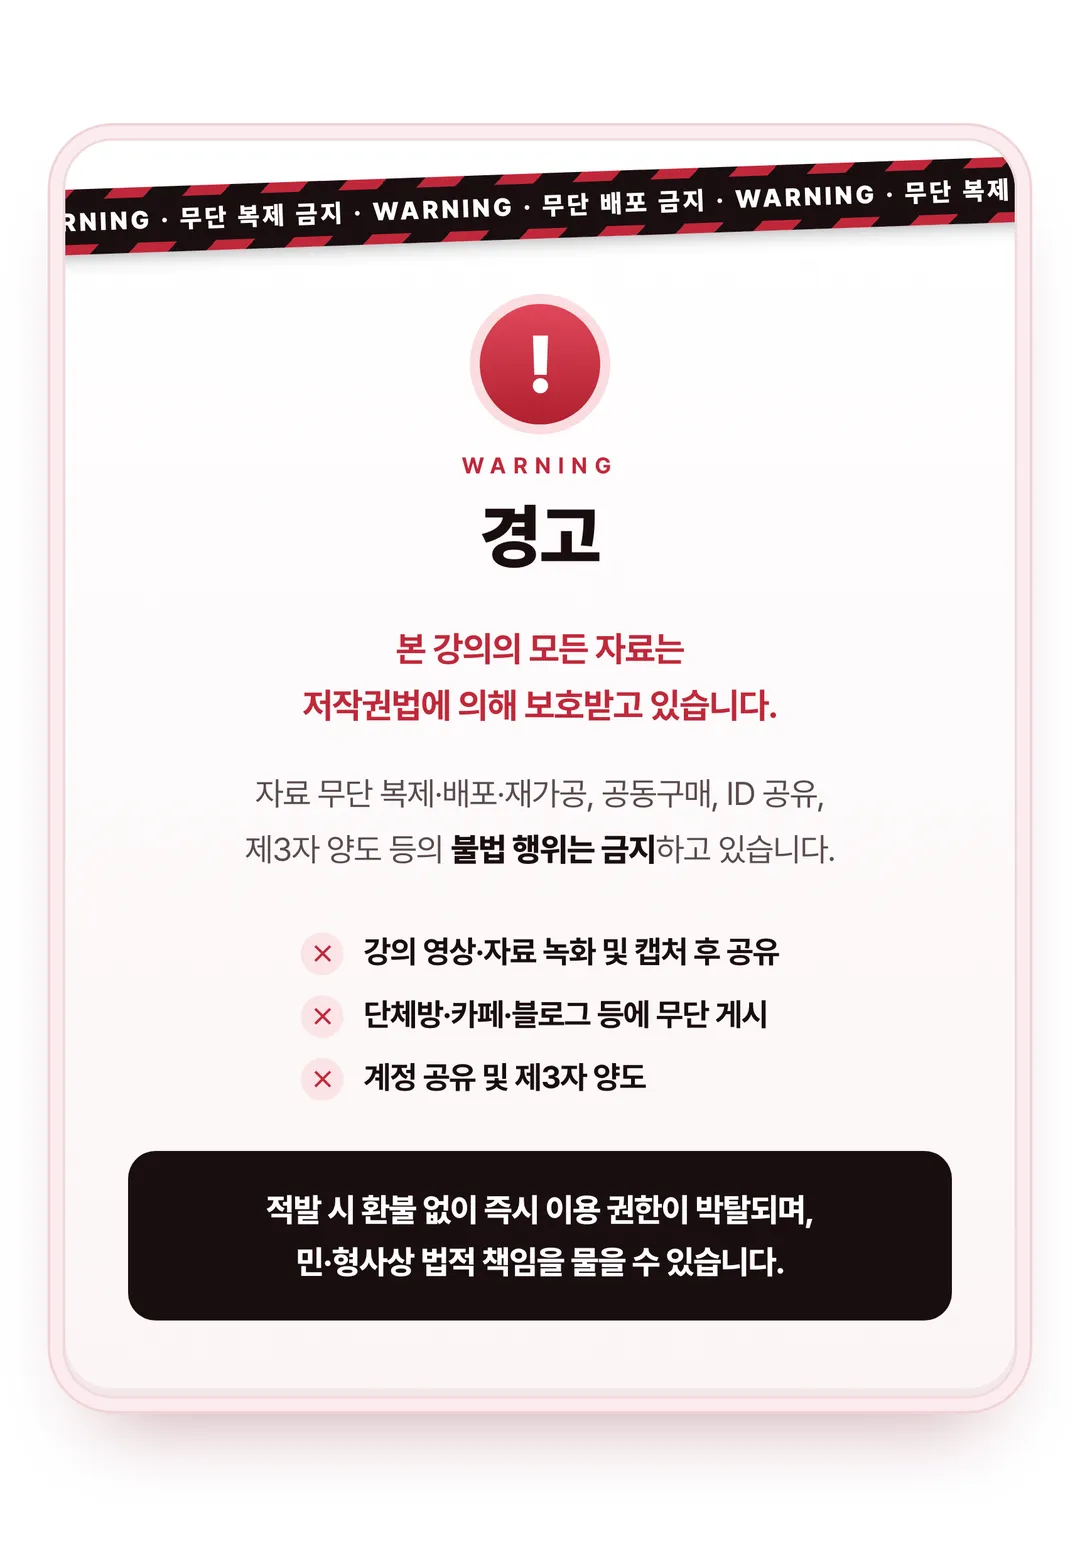 RNING · 무단 복제 금지 · WARNING · 무단 배포 금지 · WARNING · 무단 복제
!
WARNING
경고
본 강의의 모든 자료는
저작권법에 의해 보호받고 있습니다.
자료 무단 복제·배포·재가공, 공동구매, ID 공유,
제3자 양도 등의 불법 행위는 금지하고 있습니다.
✕ 강의 영상·자료 녹화 및 캡처 후 공유
✕ 단체방·카페·블로그 등에 무단 게시
✕ 계정 공유 및 제3자 양도
적발 시 환불 없이 즉시 이용 권한이 박탈되며,
민·형사상 법적 책임을 물을 수 있습니다.